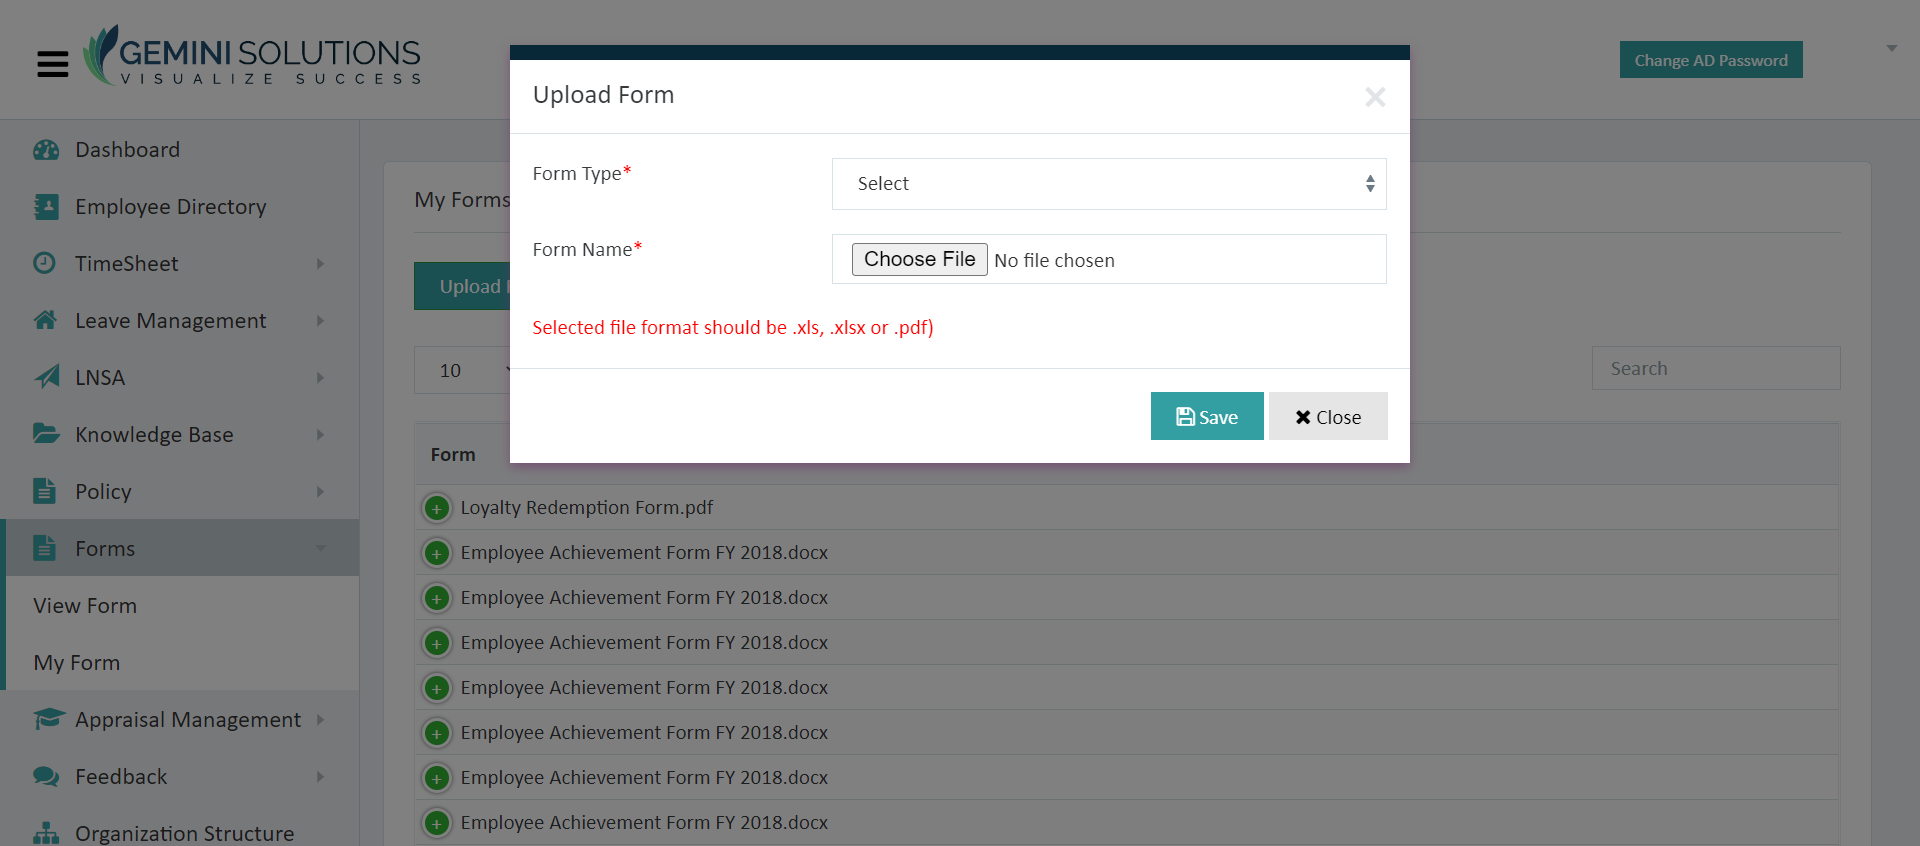 GEMINI SOLUTIONS
VISUALIZE SUCCESS
Change AD Password
Dashboard
Employee Directory
TimeSheet
Leave Management
LNSA
Knowledge Base
Policy
Forms
View Form
My Form
Appraisal Management
Feedback
Organization Structure
My Forms
Upload
10
Search
Form
Loyalty Redemption Form.pdf
Employee Achievement Form FY 2018.docx
Employee Achievement Form FY 2018.docx
Employee Achievement Form FY 2018.docx
Employee Achievement Form FY 2018.docx
Employee Achievement Form FY 2018.docx
Employee Achievement Form FY 2018.docx
Employee Achievement Form FY 2018.docx
Upload Form
Form Type*
Select
Form Name*
Choose File No file chosen
Selected file format should be .xls, .xlsx or .pdf)
Save
Close